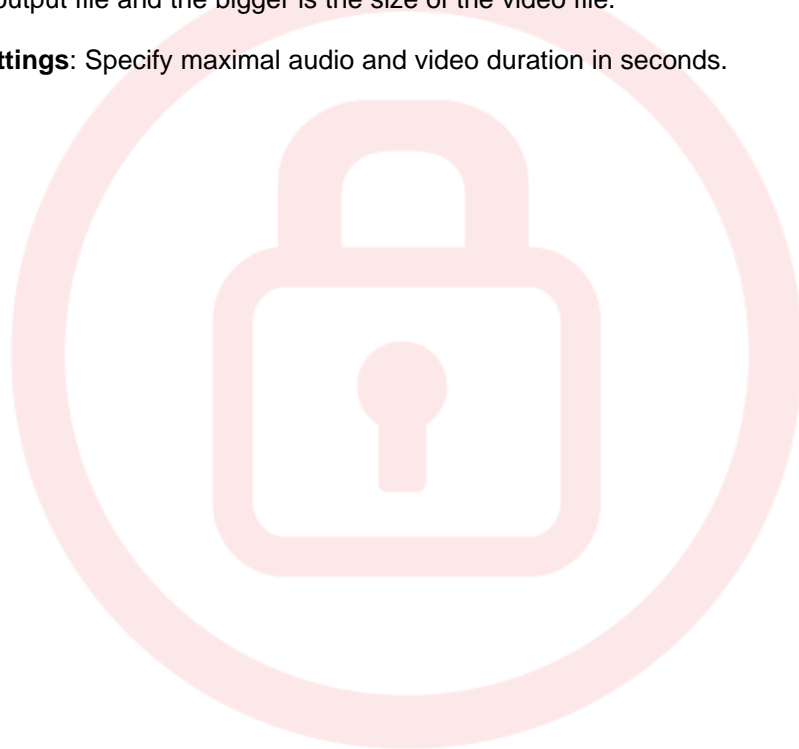 output file and the bigger is the size of the video file.
ttings: Specify maximal audio and video duration in seconds.